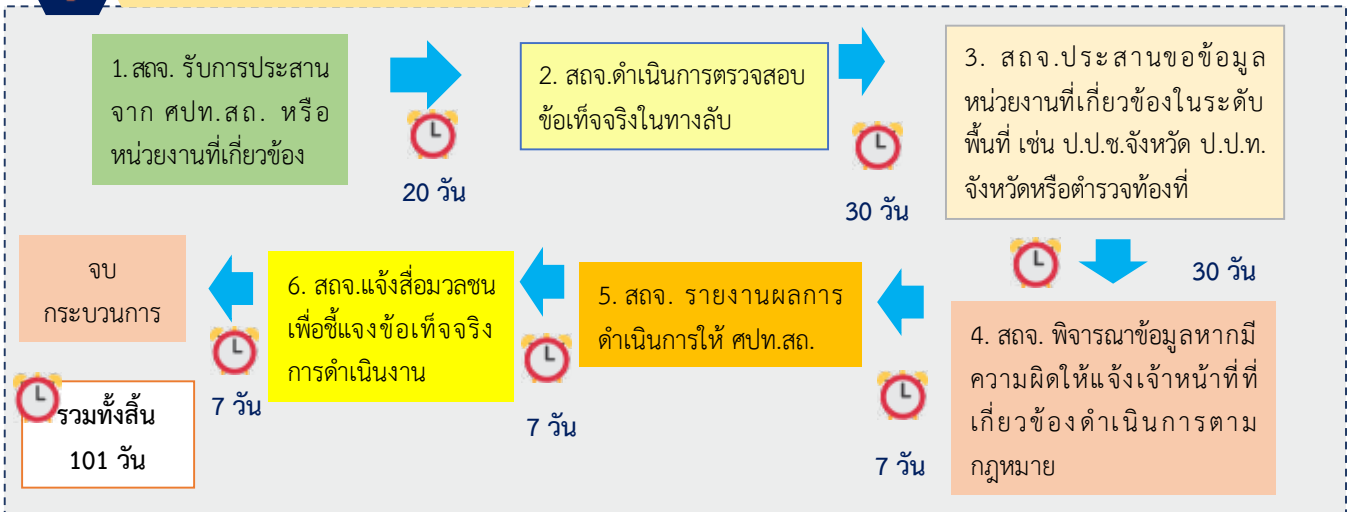 1. สถจ. รับการประสาน
จาก ศปท.สถ. หรือ
หน่วยงานที่เกี่ยวข้อง
20 วัน
2. สถจ.ดำเนินการตรวจสอบ
ข้อเท็จจริงในทางลับ
30 วัน
3. สถจ.ประสานขอข้อมูล
หน่วยงานที่เกี่ยวข้องในระดับ
พื้นที่ เช่น ป.ป.ช.จังหวัด ป.ป.ท.
จังหวัดหรือตำรวจท้องที่
30 วัน
4. สถจ. พิจารณาข้อมูลหากมี
ความผิดให้แจ้งเจ้าหน้าที่ที่
เกี่ยวข้องดำเนินการตาม
กฎหมาย
7 วัน
5. สถจ. รายงานผลการ
ดำเนินการให้ ศปท.สถ.
7 วัน
6. สถจ.แจ้งสื่อมวลชน
เพื่อชี้แจงข้อเท็จจริง
การดำเนินงาน
7 วัน
จบ
กระบวนการ
รวมทั้งสิ้น
101 วัน